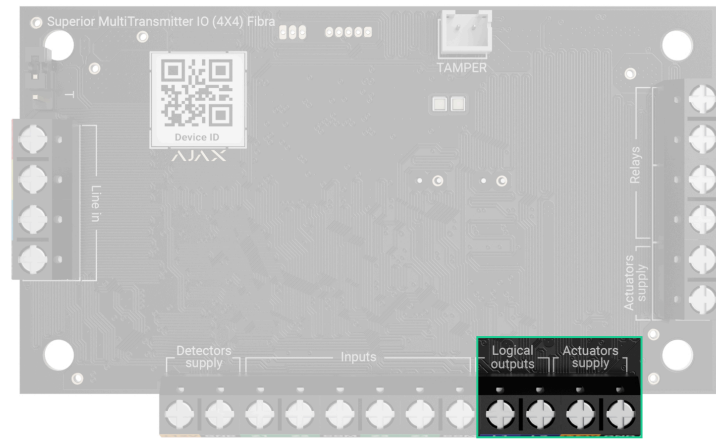 Superior MultiTransmitter IO (4X4) Fibra
TAMPER
T
Device ID
AJAX
Line in
Relays
Actuators
supply
Detectors
supply
Inputs
Logical
outputs
Actuators
supply